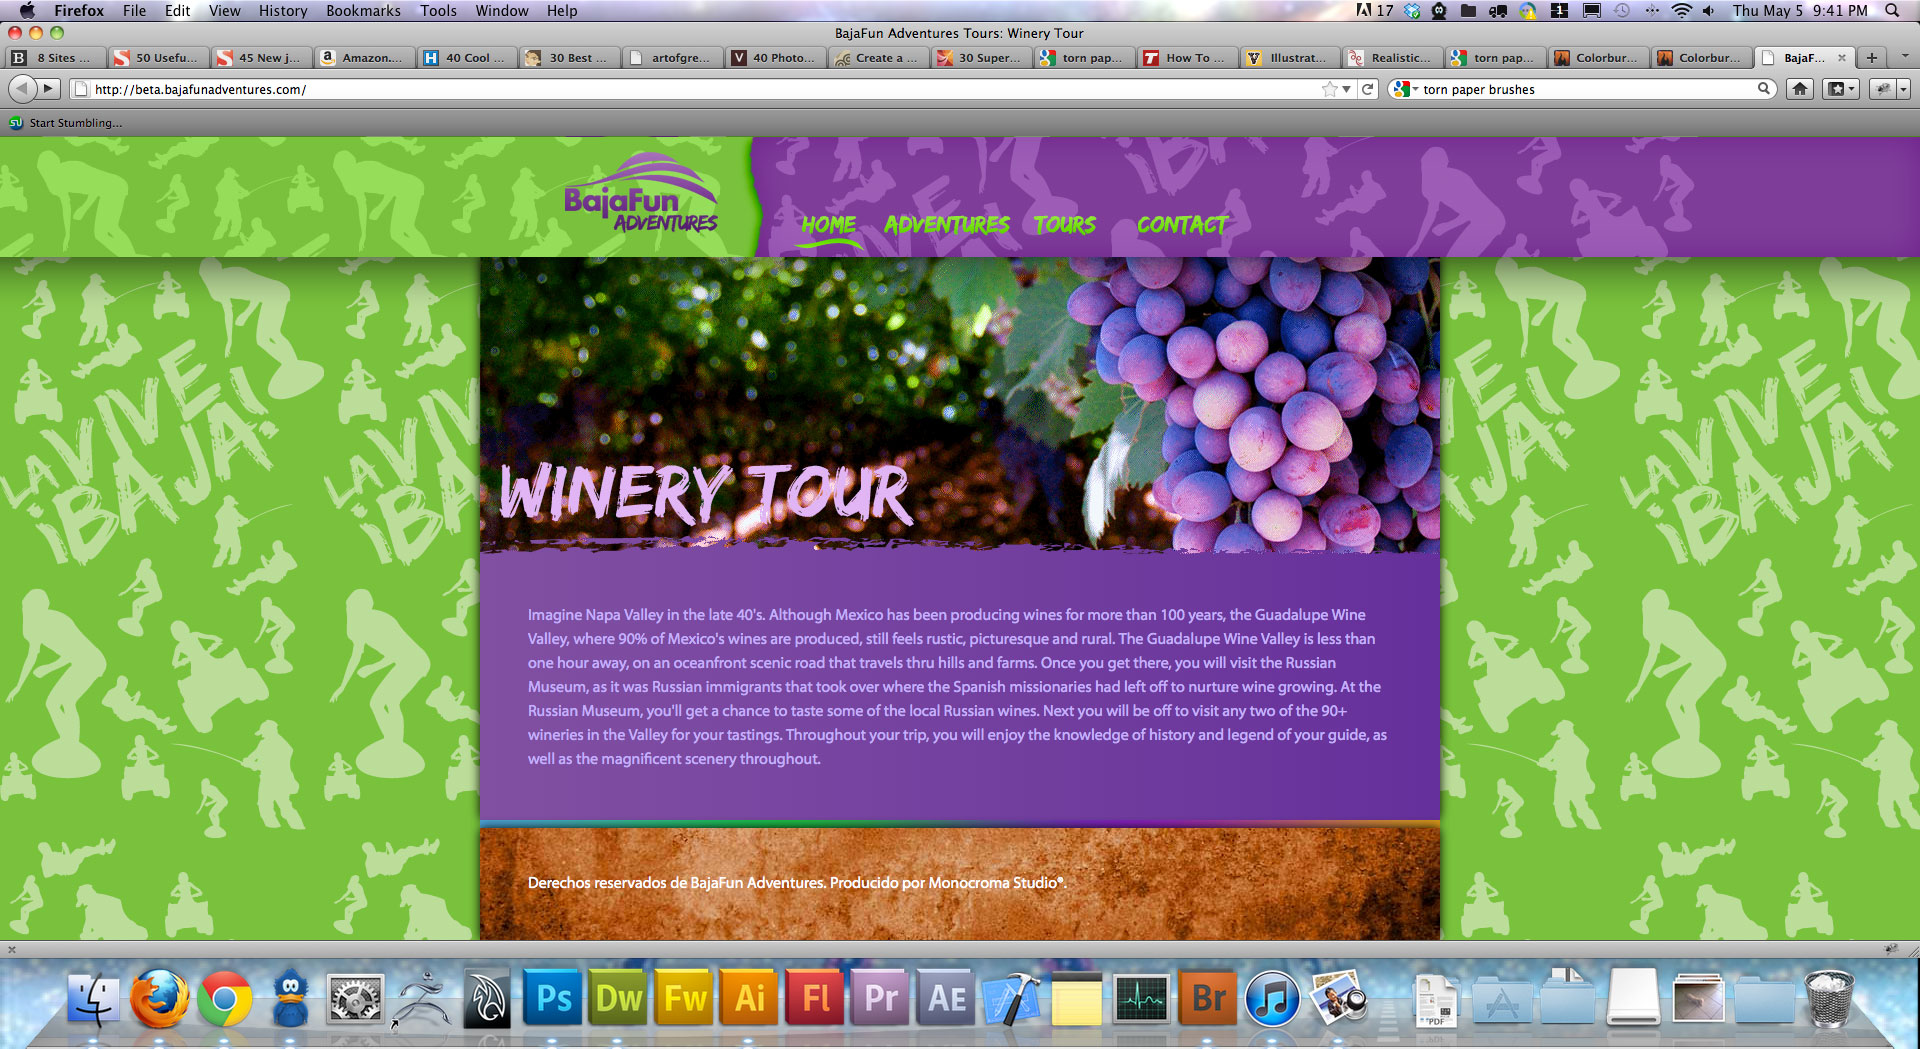 Firefox File Edit View History Bookmarks Tools Window Help 17 1 Thu May 5 9:41 PM
BajaFun Adventures Tours: Winery Tour
B 8 Sites ... S 50 Usefu... S 45 New j... a Amazon.... H 40 Cool ... 30 Best ... artofgre... V 40 Photo... Create a ... 30 Super... torn pap... T How To ... Illustrat... Realistic... torn pap... Colorbur... Colorbur... BajaF...
http://beta.bajafunadventures.com/ torn paper brushes
Start Stumbling...
BajaFun
ADVENTURES
HOME ADVENTURES TOURS CONTACT
LA VIVE
¡BAJA!
WINERY TOUR
Imagine Napa Valley in the late 40's. Although Mexico has been producing wines for more than 100 years, the Guadalupe Wine
Valley, where 90% of Mexico's wines are produced, still feels rustic, picturesque and rural. The Guadalupe Wine Valley is less than
one hour away, on an oceanfront scenic road that travels thru hills and farms. Once you get there, you will visit the Russian
Museum, as it was Russian immigrants that took over where the Spanish missionaries had left off to nurture wine growing. At the
Russian Museum, you'll get a chance to taste some of the local Russian wines. Next you will be off to visit any two of the 90+
wineries in the Valley for your tastings. Throughout your trip, you will enjoy the knowledge of history and legend of your guide, as
well as the magnificent scenery throughout.
Derechos reservados de BajaFun Adventures. Producido por Monocroma Studio®.
Ps Dw Fw Ai Fl Pr AE Br PDF